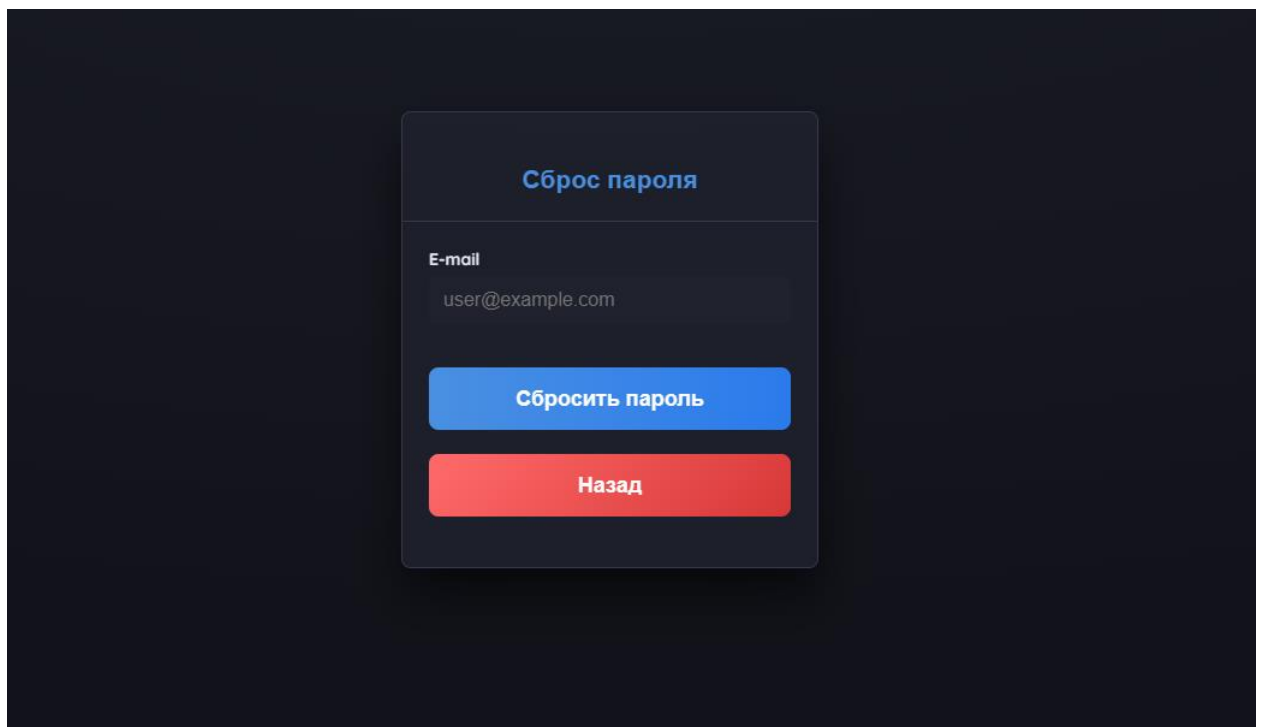 Сброс пароля
E-mail
user@example.com
Сбросить пароль
Назад